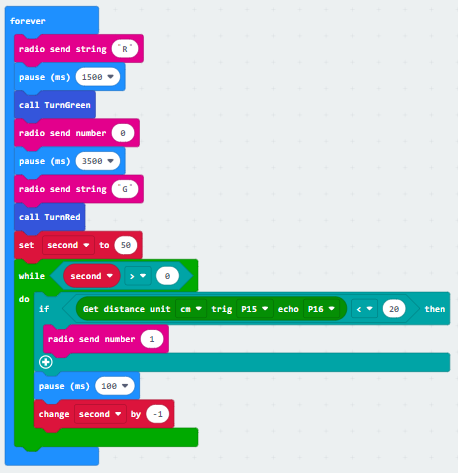 forever
radio send string "R"
pause (ms) 1500
call TurnGreen
radio send number 0
pause (ms) 3500
radio send string "G"
call TurnRed
set second to 50
while second > 0
do
if Get distance unit cm trig P15 echo P16 < 20 then
radio send number 1
pause (ms) 100
change second by -1